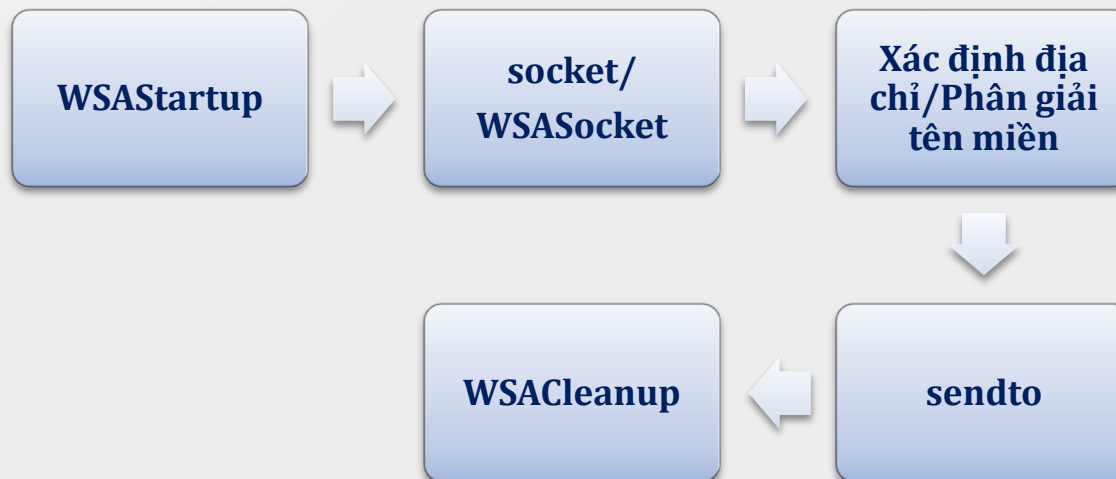 WSAStartup
socket/
WSASocket
Xác định địa
chỉ/Phân giải
tên miền
sendto
WSACleanup